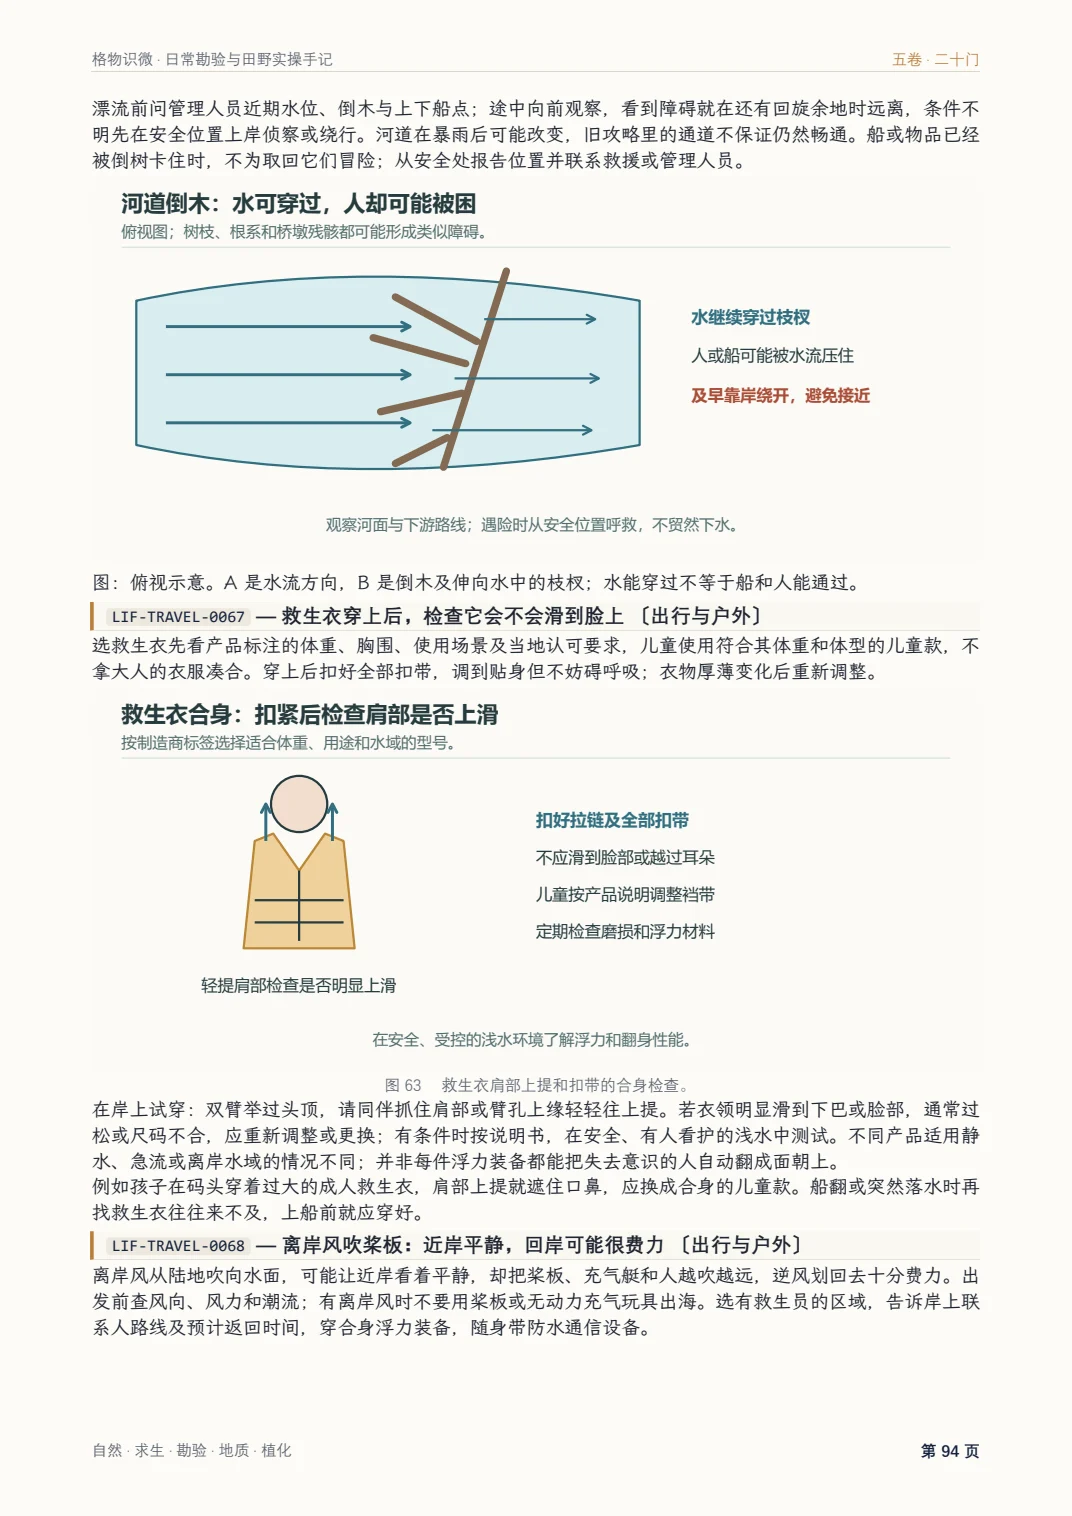 格物识微 · 日常勘验与田野实操手记
五卷 · 二十门
漂流前问管理人员近期水位、倒木与上下船点；途中向前观察，看到障碍就在还有回旋余地时远离，条件不
明先在安全位置上岸侦察或绕行。河道在暴雨后可能改变，旧攻略里的通道不保证仍然畅通。船或物品已经
被倒树卡住时，不为取回它们冒险；从安全处报告位置并联系救援或管理人员。
河道倒木：水可穿过，人却可能被困
俯视图；树枝、根系和桥墩残骸都可能形成类似障碍。
水继续穿过枝杈
人或船可能被水流压住
及早靠岸绕开，避免接近
观察河面与下游路线；遇险时从安全位置呼救，不贸然下水。
图：俯视示意。A 是水流方向，B 是倒木及伸向水中的枝杈；水能穿过不等于船和人能通过。
LIF-TRAVEL-0067 — 救生衣穿上后，检查它会不会滑到脸上 〔出行与户外〕
选救生衣先看产品标注的体重、胸围、使用场景及当地认可要求，儿童使用符合其体重和体型的儿童款，不
拿大人的衣服凑合。穿上后扣好全部扣带，调到贴身但不妨碍呼吸；衣物厚薄变化后重新调整。
救生衣合身：扣紧后检查肩部是否上滑
按制造商标签选择适合体重、用途和水域的型号。
扣好拉链及全部扣带
不应滑到脸部或越过耳朵
儿童按产品说明调整裆带
定期检查磨损和浮力材料
轻提肩部检查是否明显上滑
在安全、受控的浅水环境了解浮力和翻身性能。
图 63 救生衣肩部上提和扣带的合身检查。
在岸上试穿：双臂举过头顶，请同伴抓住肩部或臂孔上缘轻轻往上提。若衣领明显滑到下巴或脸部，通常过
松或尺码不合，应重新调整或更换；有条件时按说明书，在安全、有人看护的浅水中测试。不同产品适用静
水、急流或离岸水域的情况不同；并非每件浮力装备都能把失去意识的人自动翻成面朝上。
例如孩子在码头穿着过大的成人救生衣，肩部上提就遮住口鼻，应换成合身的儿童款。船翻或突然落水时再
找救生衣往往来不及，上船前就应穿好。
LIF-TRAVEL-0068 — 离岸风吹桨板：近岸平静，回岸可能很费力 〔出行与户外〕
离岸风从陆地吹向水面，可能让近岸看着平静，却把桨板、充气艇和人越吹越远，逆风划回去十分费力。出
发前查风向、风力和潮流；有离岸风时不要用桨板或无动力充气玩具出海。选有救生员的区域，告诉岸上联
系人路线及预计返回时间，穿合身浮力装备，随身带防水通信设备。
自然 · 求生 · 勘验 · 地质 · 植化
第 94 页